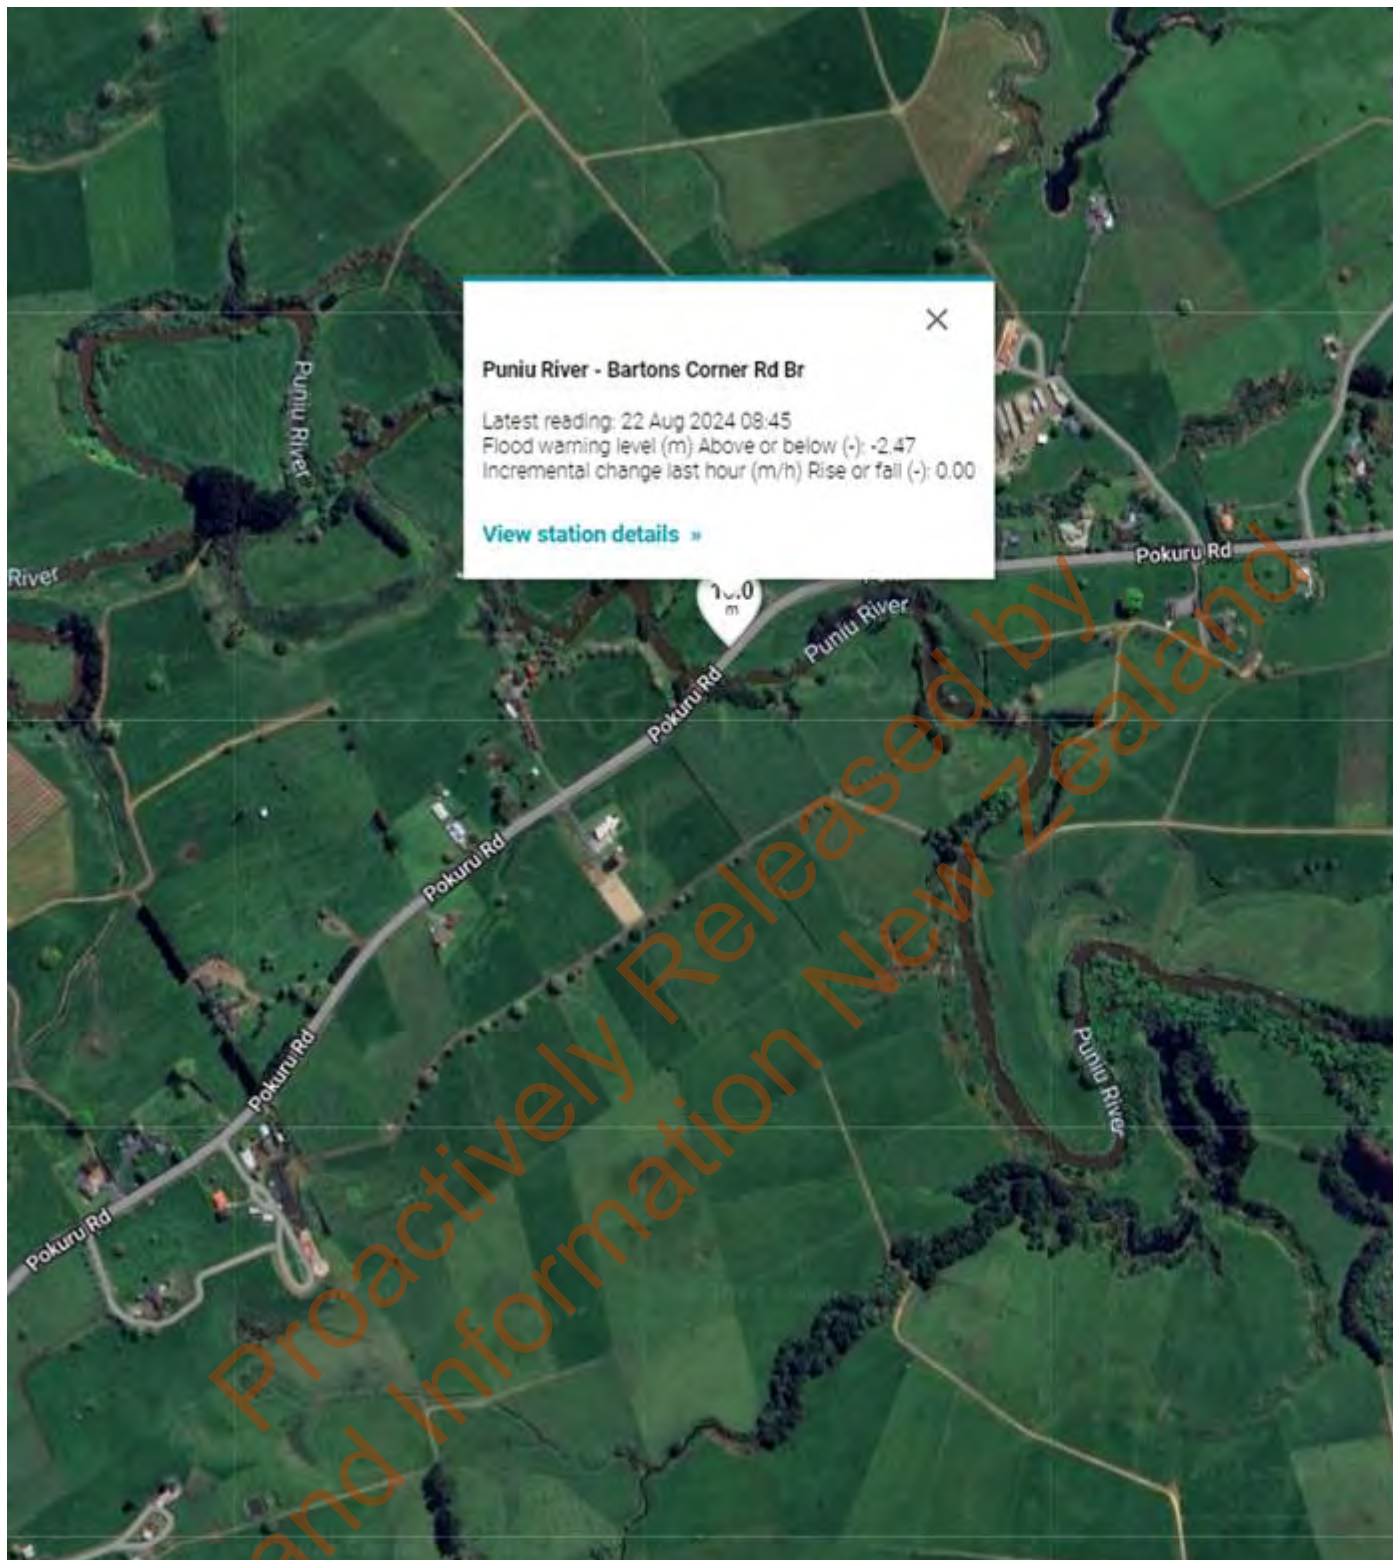 Puniu River - Bartons Corner Rd Br
Latest reading: 22 Aug 2024 08:45
Flood warning level (m) Above or below (-): -2.47
Incremental change last hour (m/h) Rise or fall (-): 0.00
View station details »
m
Puniu River
River
Pokuru Rd
Puniu River
Pokuru Rd
Pokuru Rd
Puniu River
Pokuru Rd
Pokuru Rd
Proactively Released by
and Information New Zealand